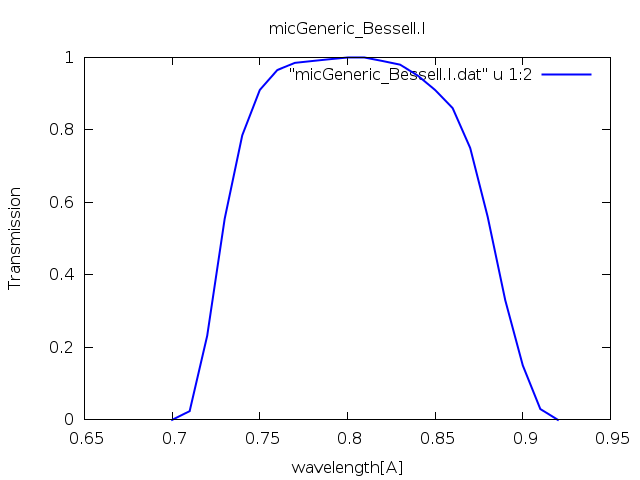 micGeneric_Bessell.I
"micGeneric_Bessell.I.dat" u 1:2
1
0.8
0.6
0.4
0.2
0
Transmission
0.65 0.7 0.75 0.8 0.85 0.9 0.95
wavelength[A]